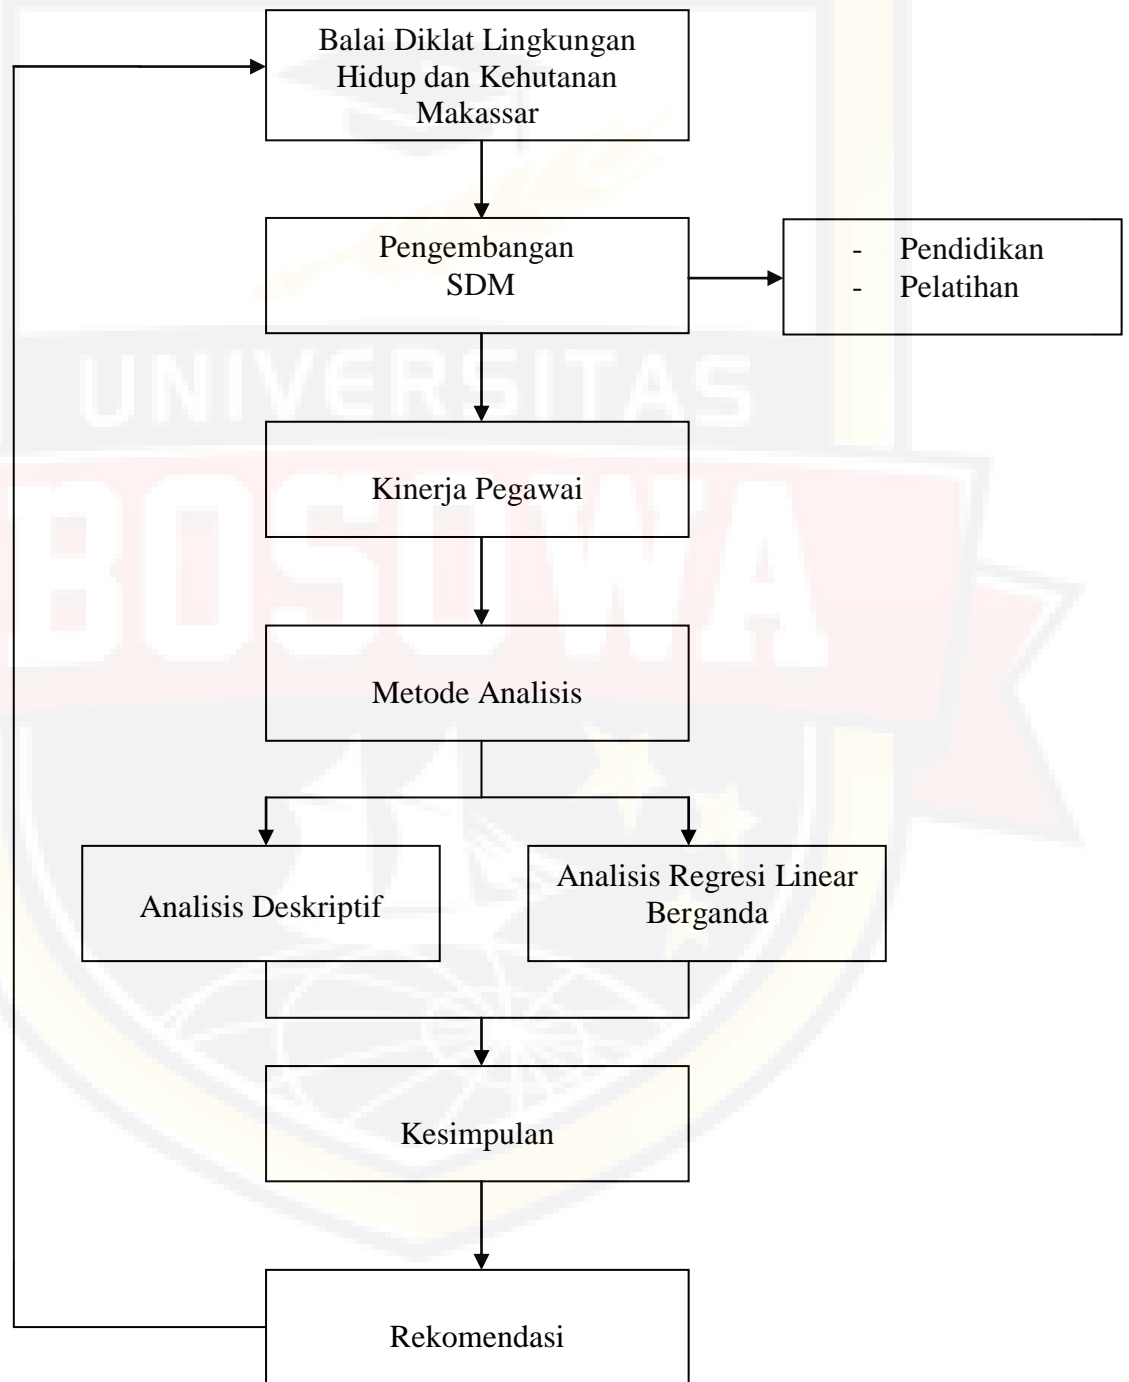 Balai Diklat Lingkungan
Hidup dan Kehutanan
Makassar
Pengembangan
SDM
- Pendidikan
- Pelatihan
UNIVERSITAS
Kinerja Pegawai
BOSOWA
Metode Analisis
Analisis Deskriptif
Analisis Regresi Linear
Berganda
Kesimpulan
Rekomendasi